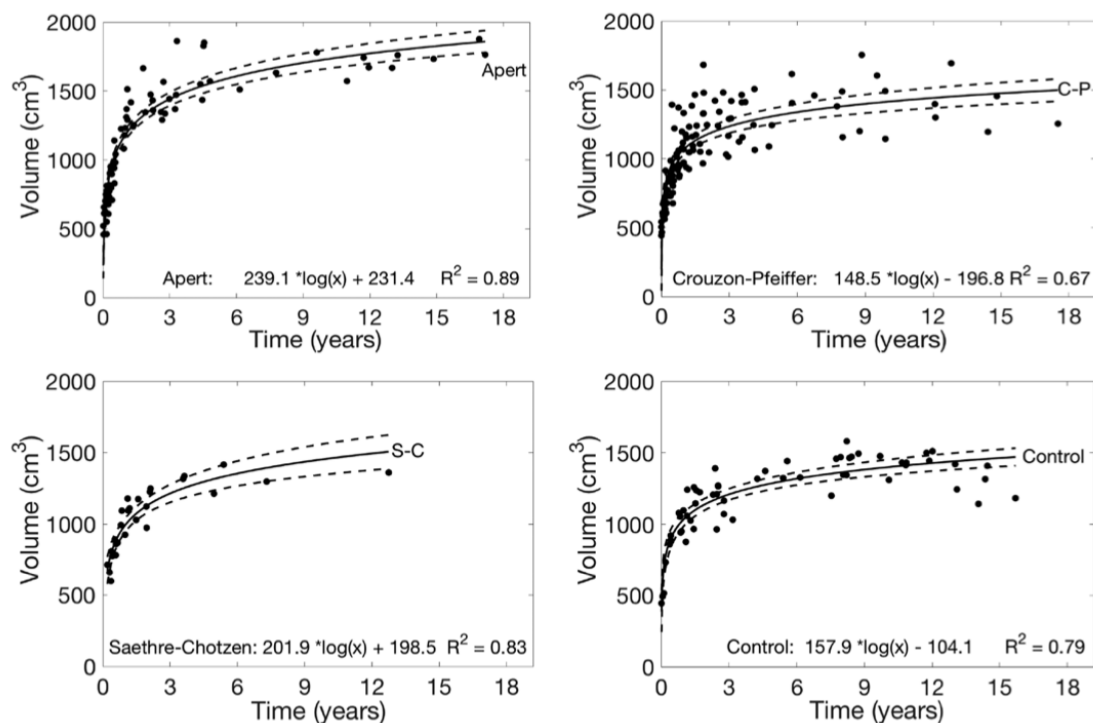 2000
1500
1000
500
0
Volume (cm3)
Apert
Apert: 239.1 *log(x) + 231.4 R2 = 0.89
0 3 6 9 12 15 18
Time (years)
2000
1500
1000
500
0
Volume (cm3)
C-P
Crouzon-Pfeiffer: 148.5 *log(x) − 196.8 R2 = 0.67
0 3 6 9 12 15 18
Time (years)
2000
1500
1000
500
0
Volume (cm3)
S-C
Saethre-Chotzen: 201.9 *log(x) + 198.5 R2 = 0.83
0 3 6 9 12 15 18
Time (years)
2000
1500
1000
500
0
Volume (cm3)
Control
Control: 157.9 *log(x) − 104.1 R2 = 0.79
0 3 6 9 12 15 18
Time (years)